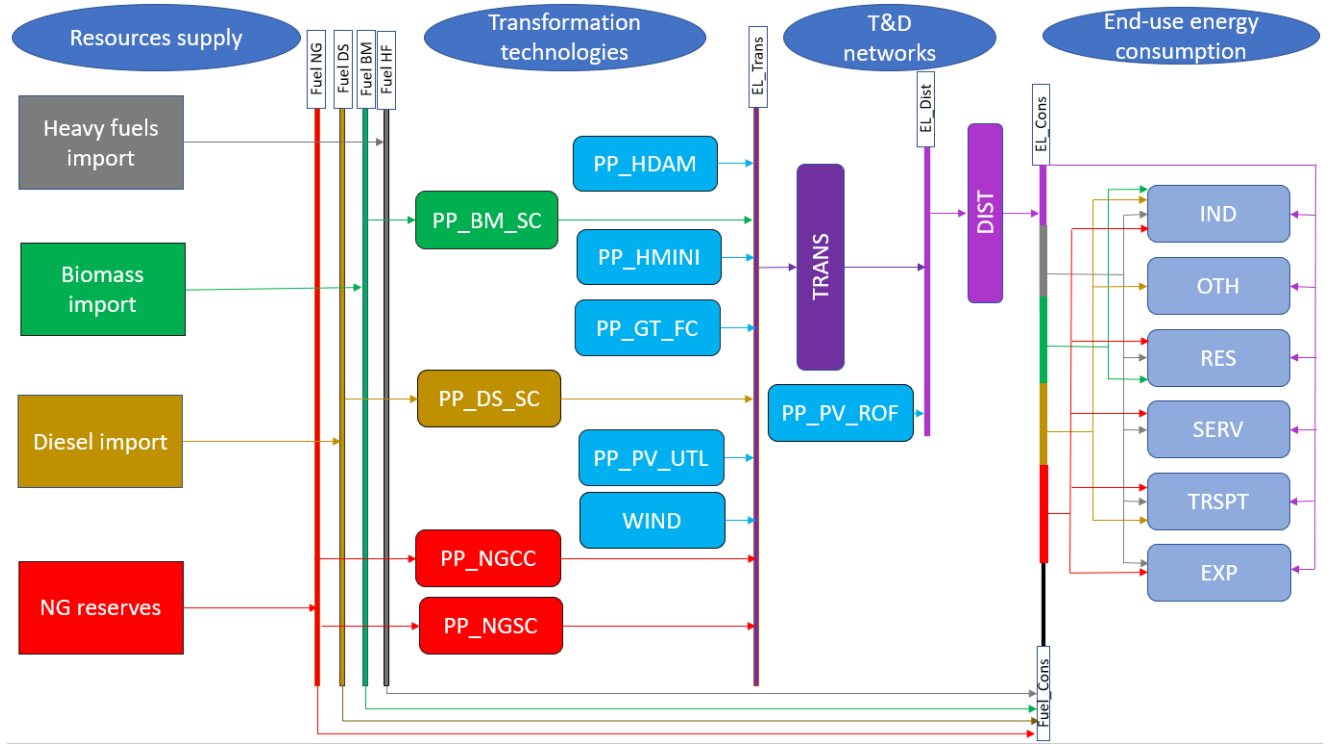 Resources supply
Transformation
technologies
T&D
networks
End-use energy
consumption
Fuel NG
Fuel DS
Fuel BM
Fuel HF
EL_Trans
EL_Dist
EL_Cons
Heavy fuels
import
Biomass
import
Diesel import
NG reserves
PP_HDAM
PP_BM_SC
PP_HMINI
PP_GT_FC
PP_DS_SC
PP_PV_UTL
WIND
PP_NGCC
PP_NGSC
TRANS
PP_PV_ROF
DIST
IND
OTH
RES
SERV
TRSPT
EXP
Fuel_Cons